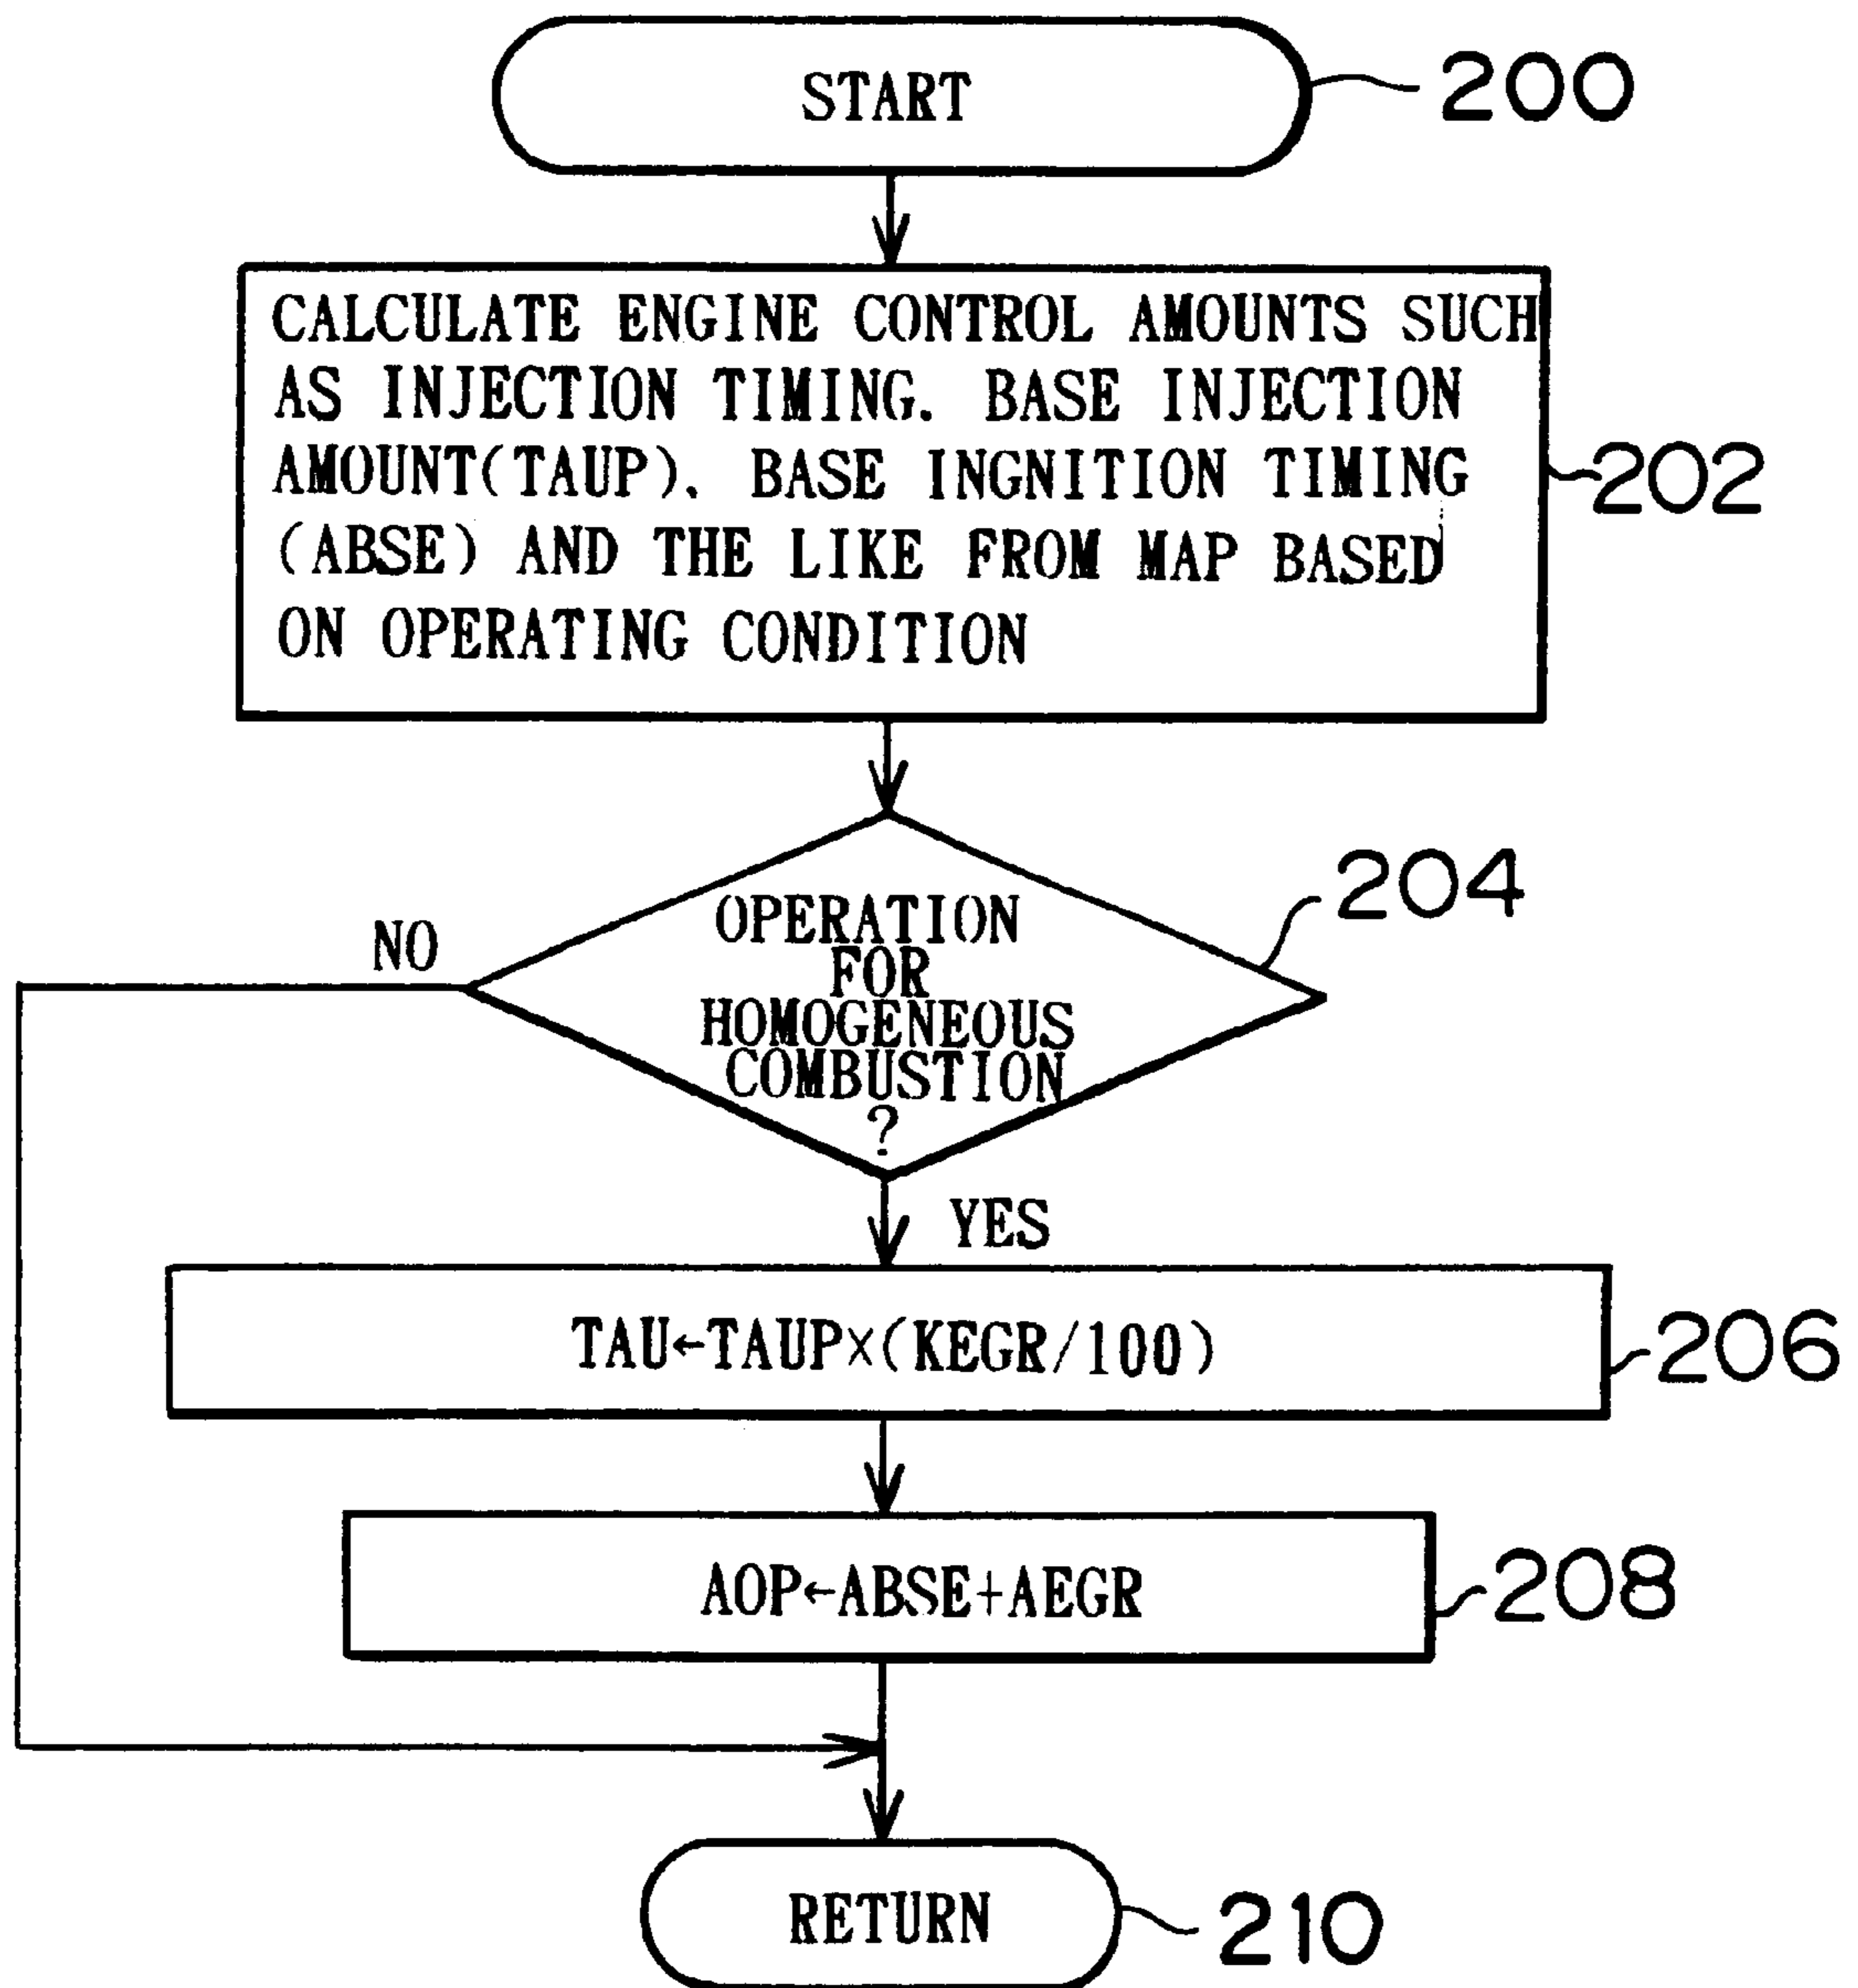 START
200
CALCULATE ENGINE CONTROL AMOUNTS SUCH
AS INJECTION TIMING. BASE INJECTION
AMOUNT(TAUP). BASE INGNITION TIMING
(ABSE) AND THE LIKE FROM MAP BASED
ON OPERATING CONDITION
202
OPERATION
FOR
HOMOGENEOUS
COMBUSTION
?
204
NO
YES
TAU←TAUP×(KEGR/100)
206
AOP←ABSE+AEGR
208
RETURN
210